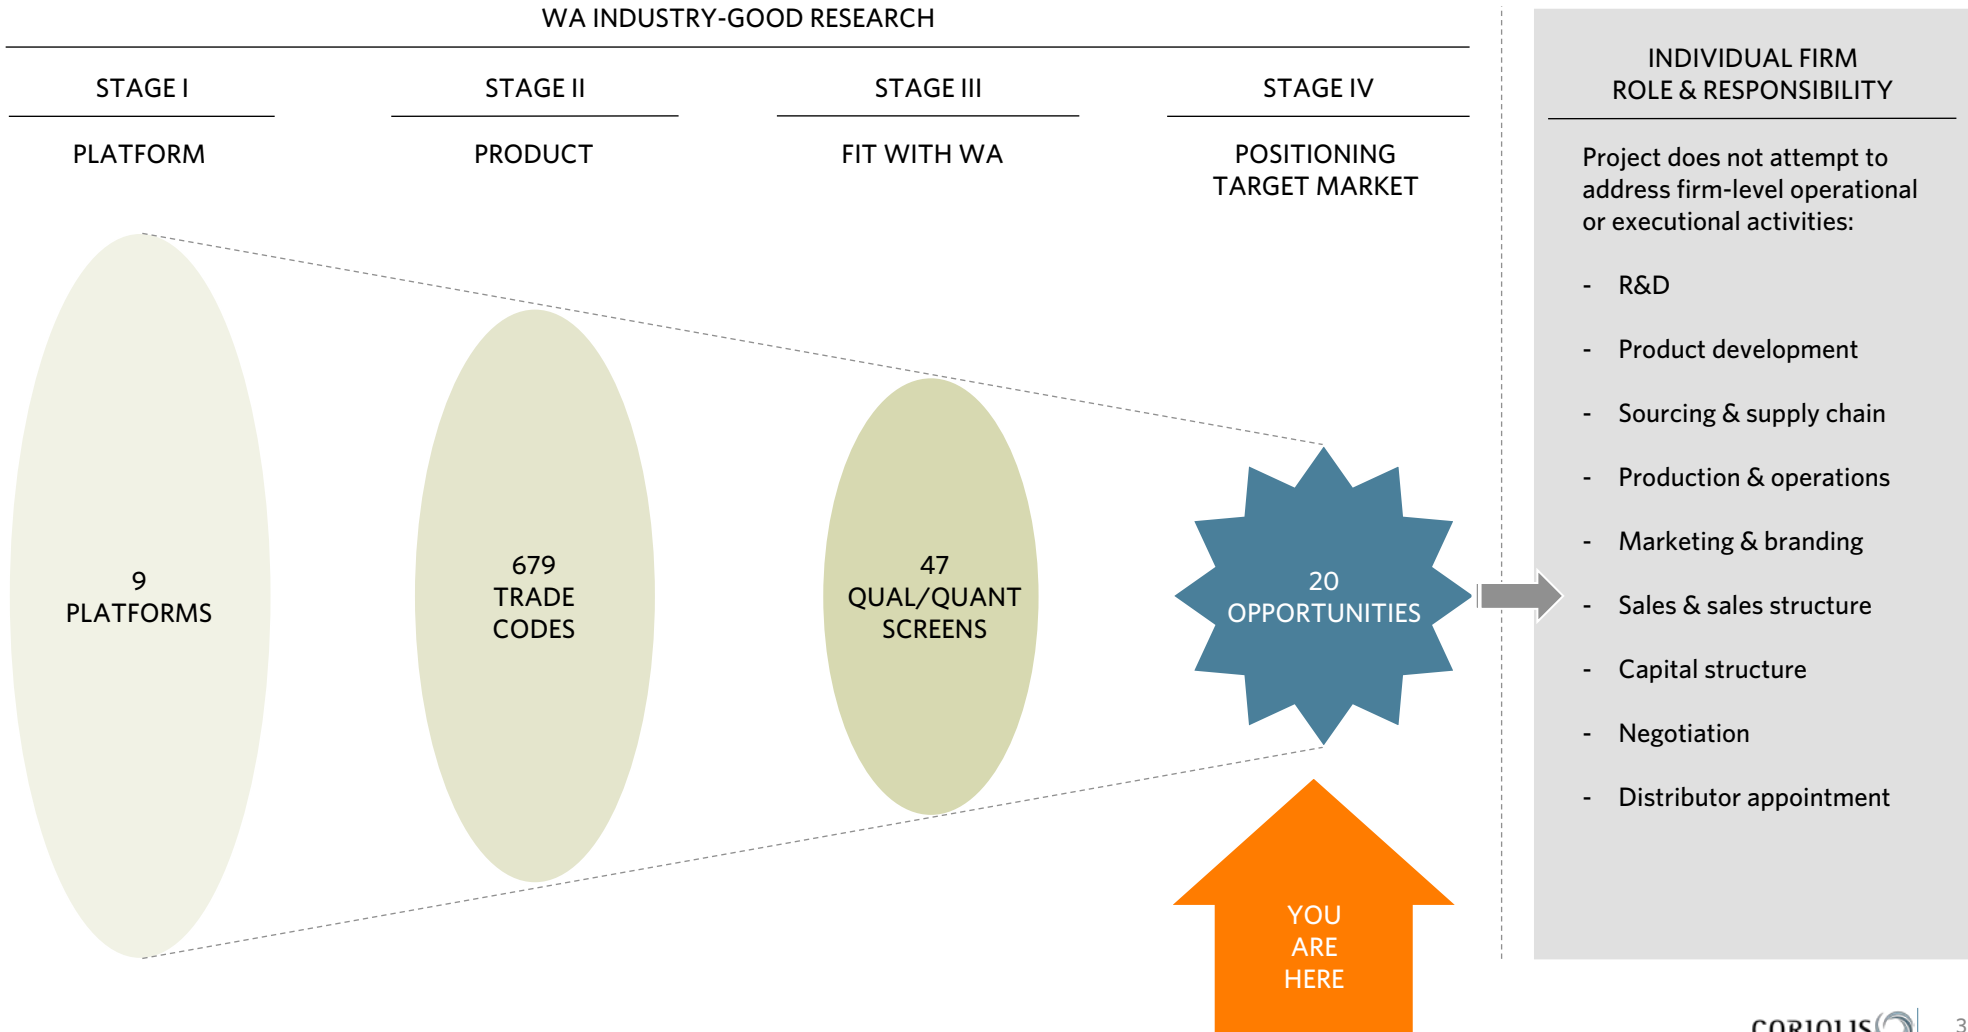 WA INDUSTRY-GOOD RESEARCH
STAGE I
PLATFORM
9
PLATFORMS
STAGE II
PRODUCT
679
TRADE
CODES
STAGE III
FIT WITH WA
47
QUAL/QUANT
SCREENS
STAGE IV
POSITIONING
TARGET MARKET
20
OPPORTUNITIES
YOU
ARE
HERE
INDIVIDUAL FIRM
ROLE & RESPONSIBILITY
Project does not attempt to
address firm-level operational
or executional activities:
- R&D
- Product development
- Sourcing & supply chain
- Production & operations
- Marketing & branding
- Sales & sales structure
- Capital structure
- Negotiation
- Distributor appointment
CORIOLIS
3